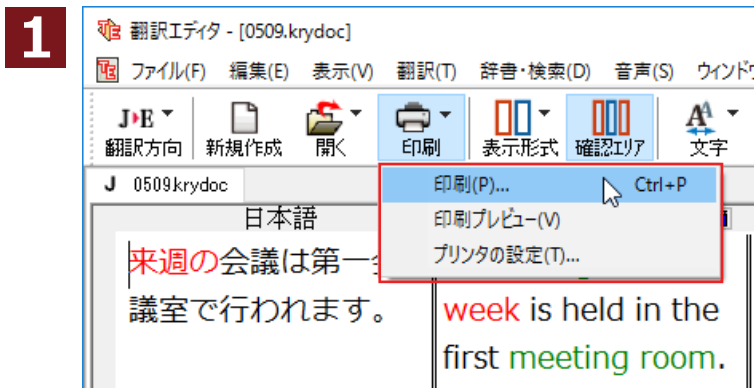 1
翻訳エディタ - [0509.krydoc]
ファイル(F) 編集(E) 表示(V) 翻訳(T) 辞書・検索(D) 音声(S)
J▸E
翻訳方向 新規作成 開く 印刷 表示形式 確認エリア 文字
J 0509.krydoc
印刷(P)... Ctrl+P
印刷プレビュー(V)
プリンタの設定(T)...
日本語
来週の会議は第一
議室で行われます。
week is held in the
first meeting room.